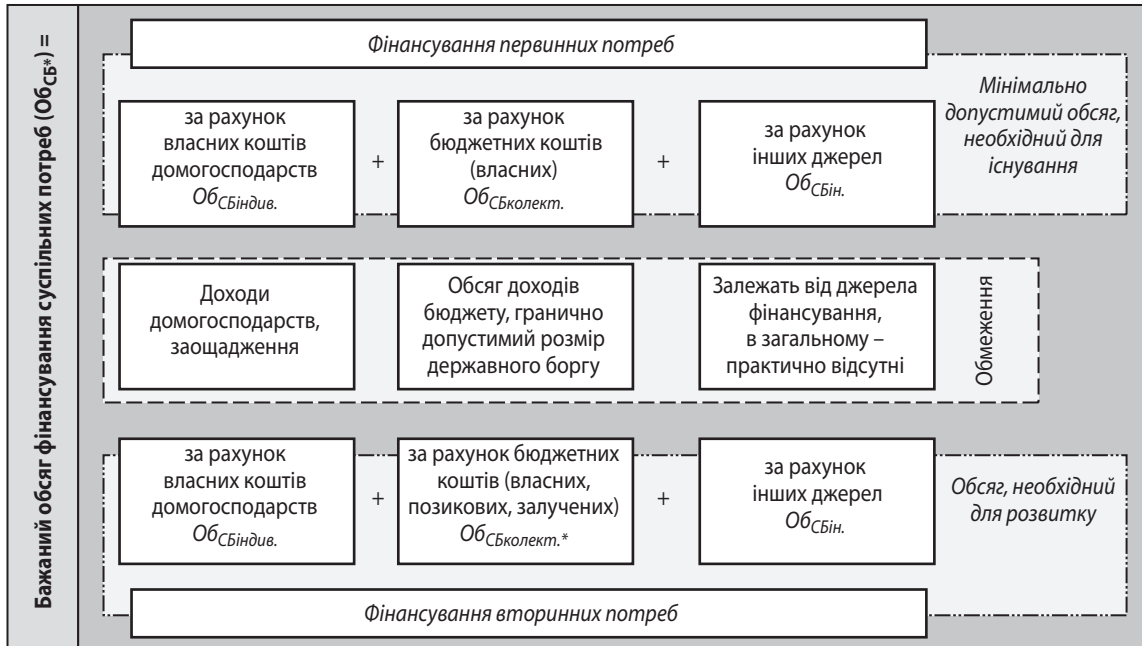 Бажаний обсяг фінансування суспільних потреб (Об_СБ*) =
Фінансування первинних потреб
за рахунок
власних коштів
домогосподарств
Об_СБіндив.
+
за рахунок
бюджетних коштів
(власних)
Об_СБколект.
+
за рахунок
інших джерел
Об_СБін.
Мінімально
допустимий обсяг,
необхідний для
існування
Доходи
домогосподарств,
заощадження
Обсяг доходів
бюджету, гранично
допустимий розмір
державного боргу
Залежать від джерела
фінансування,
в загальному –
практично відсутні
Обмеження
за рахунок
власних коштів
домогосподарств
Об_СБіндив.
+
за рахунок бюджетних
коштів (власних,
позикових, залучених)
Об_СБколект.*
+
за рахунок
інших джерел
Об_СБін.
Обсяг, необхідний
для розвитку
Фінансування вторинних потреб